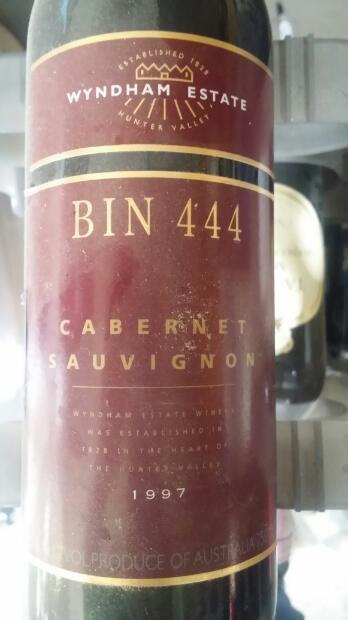 ESTABLISHED 1828
WYNDHAM ESTATE
HUNTER VALLEY
BIN 444
CABERNET
SAUVIGNON
WYNDHAM ESTATE WINERY
WAS ESTABLISHED IN
1828 IN THE HEART OF
THE HUNTER VALLEY
1997
VOL PRODUCE OF AUSTRALIA